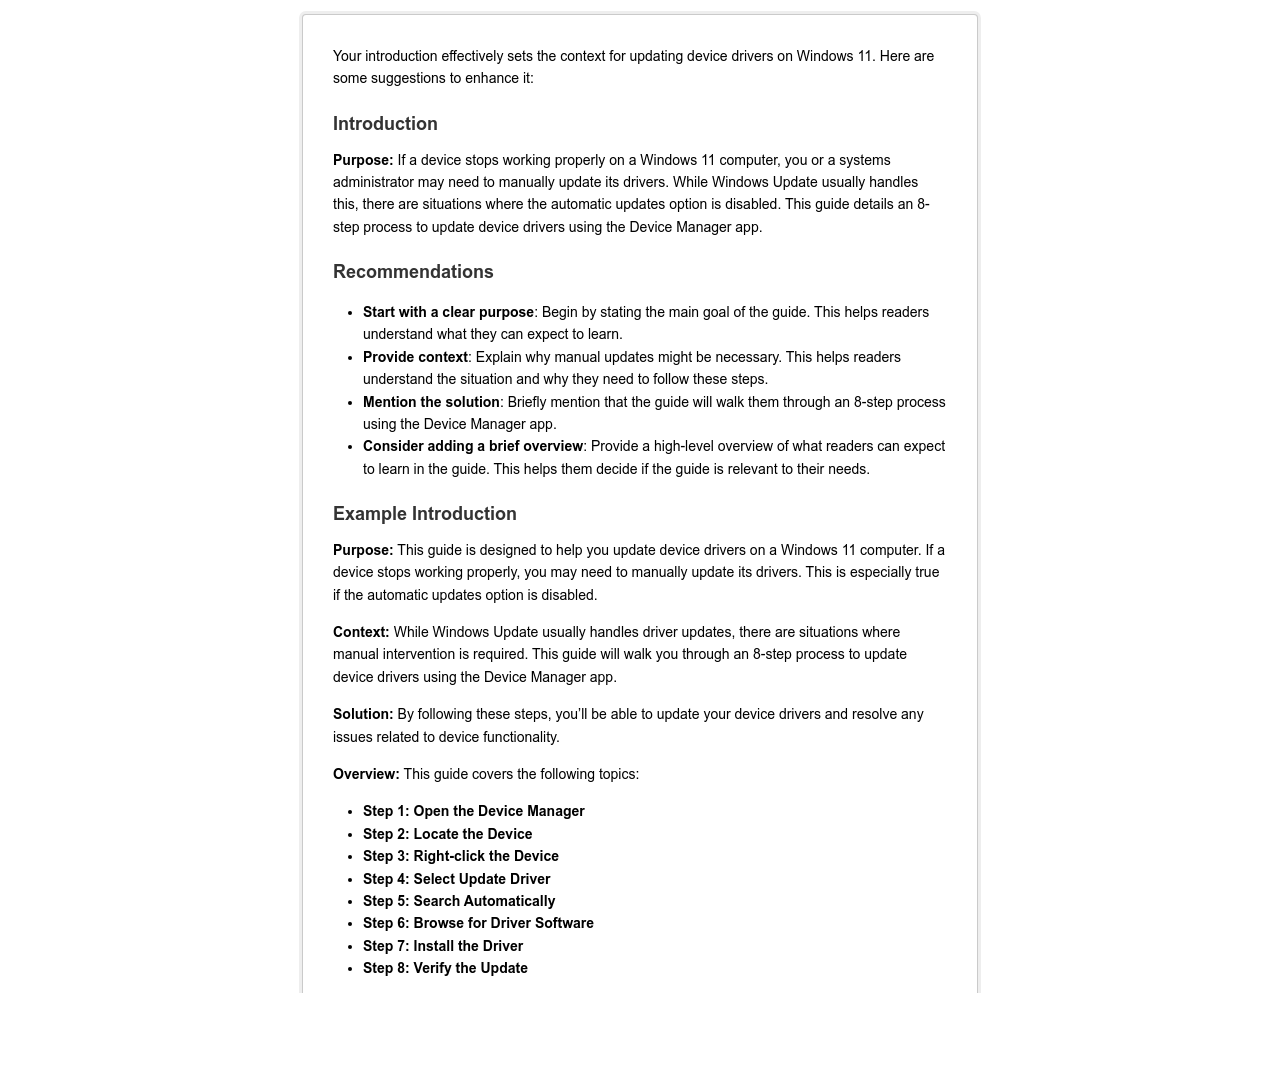 Your introduction effectively sets the context for updating device drivers on Windows 11. Here are
some suggestions to enhance it:
Introduction
Purpose: If a device stops working properly on a Windows 11 computer, you or a systems
administrator may need to manually update its drivers. While Windows Update usually handles
this, there are situations where the automatic updates option is disabled. This guide details an 8-
step process to update device drivers using the Device Manager app.
Recommendations
• Start with a clear purpose: Begin by stating the main goal of the guide. This helps readers
understand what they can expect to learn.
• Provide context: Explain why manual updates might be necessary. This helps readers
understand the situation and why they need to follow these steps.
• Mention the solution: Briefly mention that the guide will walk them through an 8-step process
using the Device Manager app.
• Consider adding a brief overview: Provide a high-level overview of what readers can expect
to learn in the guide. This helps them decide if the guide is relevant to their needs.
Example Introduction
Purpose: This guide is designed to help you update device drivers on a Windows 11 computer. If a
device stops working properly, you may need to manually update its drivers. This is especially true
if the automatic updates option is disabled.
Context: While Windows Update usually handles driver updates, there are situations where
manual intervention is required. This guide will walk you through an 8-step process to update
device drivers using the Device Manager app.
Solution: By following these steps, you’ll be able to update your device drivers and resolve any
issues related to device functionality.
Overview: This guide covers the following topics:
• Step 1: Open the Device Manager
• Step 2: Locate the Device
• Step 3: Right-click the Device
• Step 4: Select Update Driver
• Step 5: Search Automatically
• Step 6: Browse for Driver Software
• Step 7: Install the Driver
• Step 8: Verify the Update